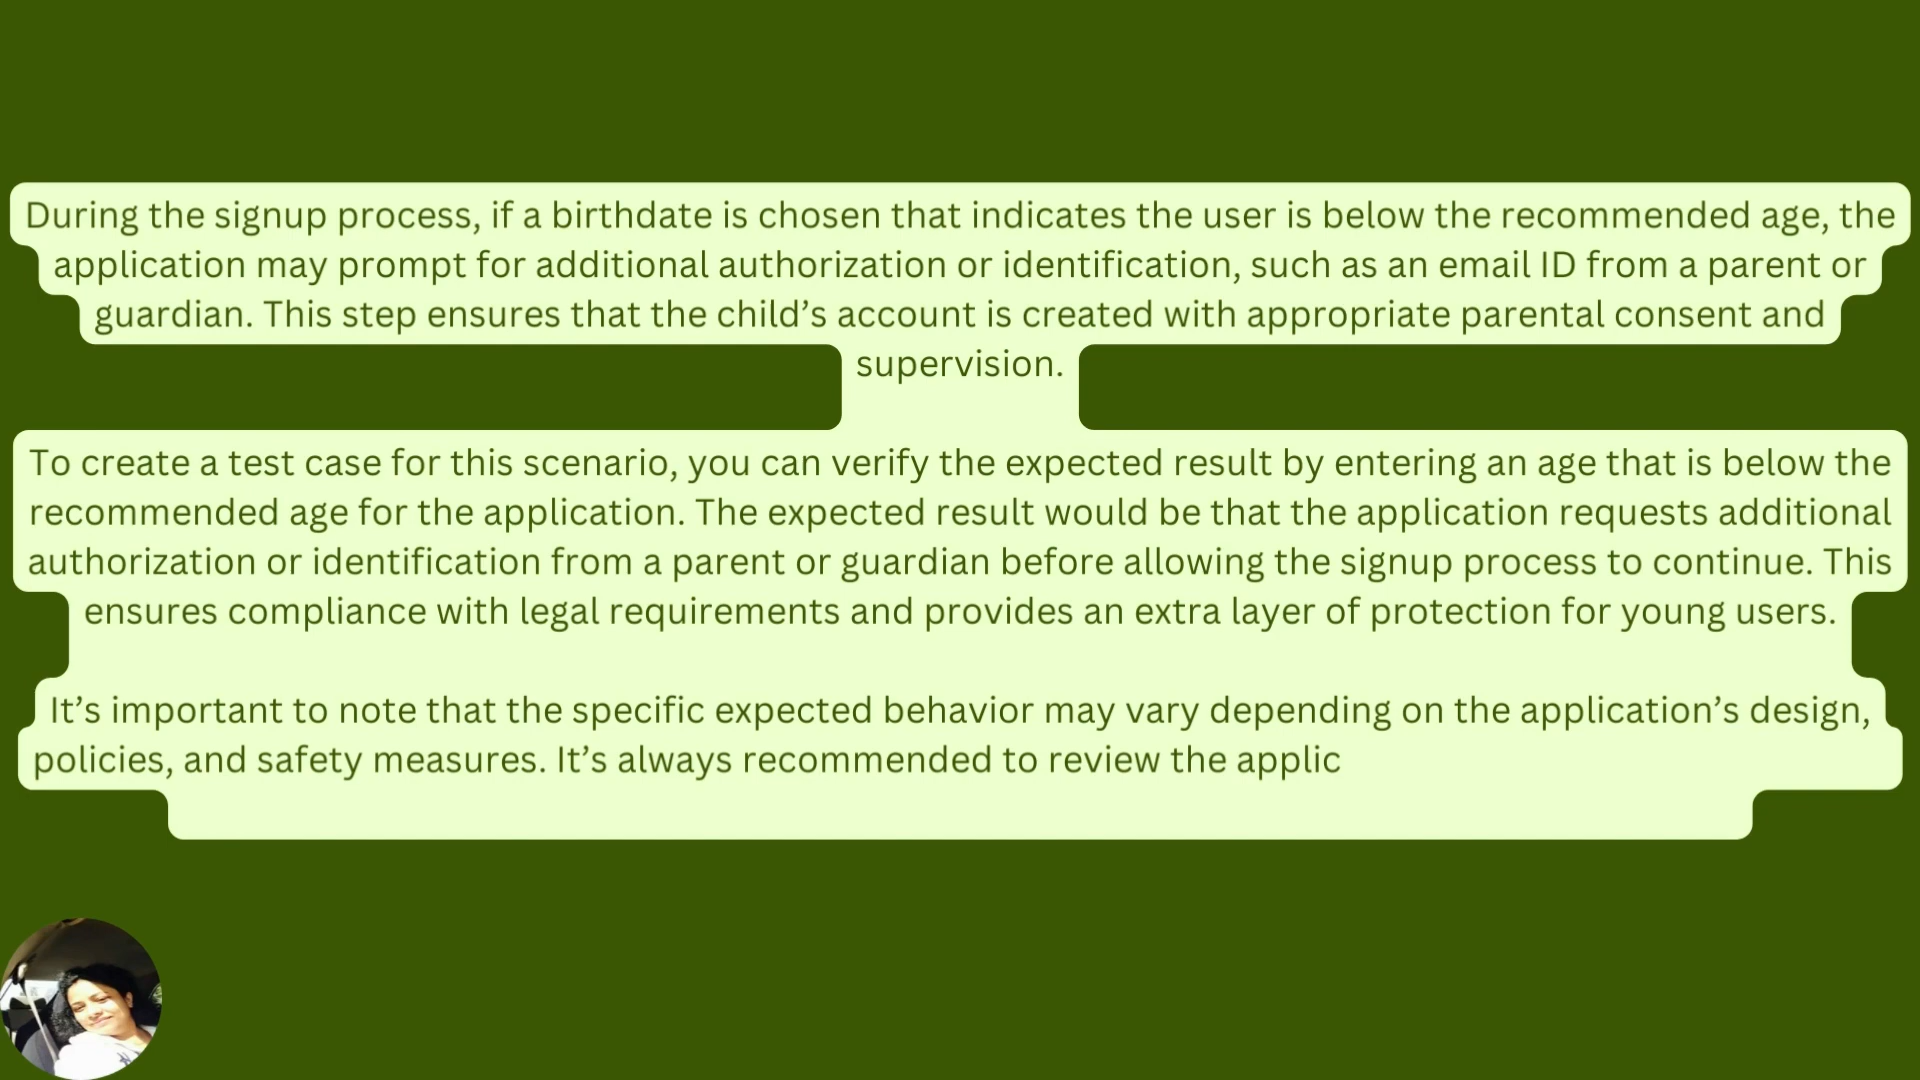 During the signup process, if a birthdate is chosen that indicates the user is below the recommended age, the
application may prompt for additional authorization or identification, such as an email ID from a parent or
guardian. This step ensures that the child’s account is created with appropriate parental consent and
supervision.
To create a test case for this scenario, you can verify the expected result by entering an age that is below the
recommended age for the application. The expected result would be that the application requests additional
authorization or identification from a parent or guardian before allowing the signup process to continue. This
ensures compliance with legal requirements and provides an extra layer of protection for young users.
It’s important to note that the specific expected behavior may vary depending on the application’s design,
policies, and safety measures. It’s always recommended to review the applic